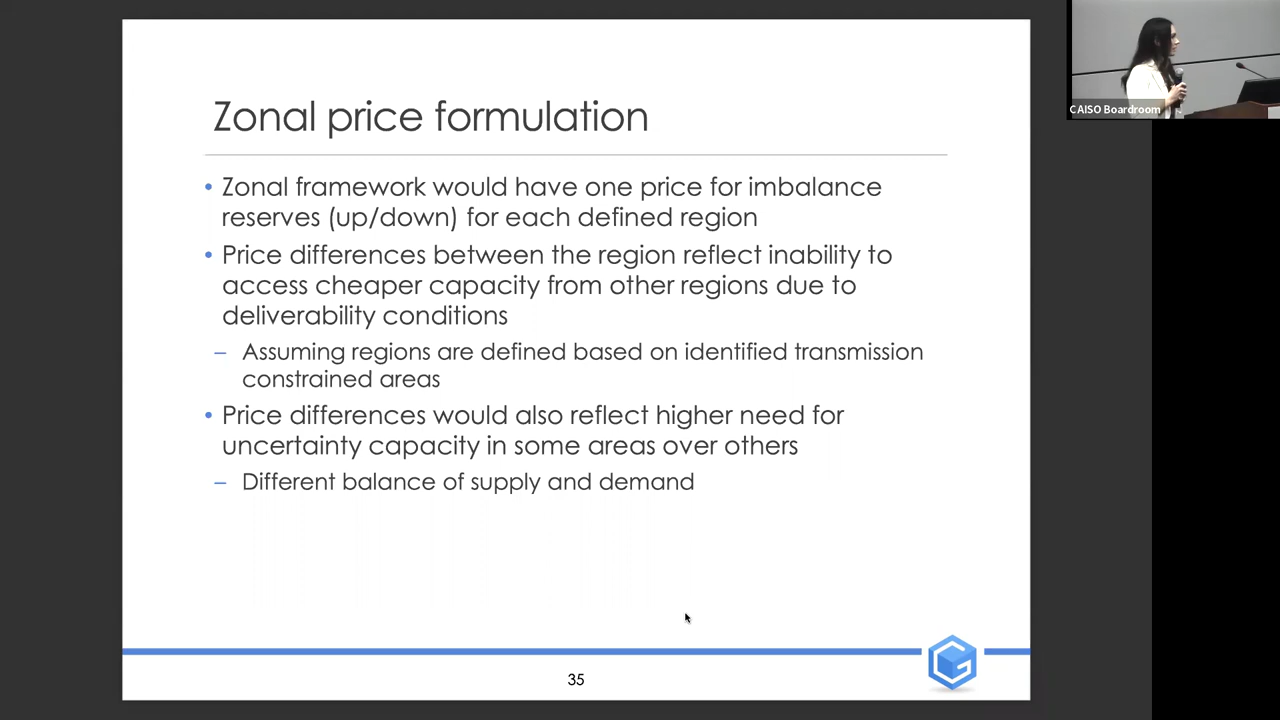 Zonal price formulation
• Zonal framework would have one price for imbalance
reserves (up/down) for each defined region
• Price differences between the region reflect inability to
access cheaper capacity from other regions due to
deliverability conditions
– Assuming regions are defined based on identified transmission
constrained areas
• Price differences would also reflect higher need for
uncertainty capacity in some areas over others
– Different balance of supply and demand
35
CAISO Boardroom